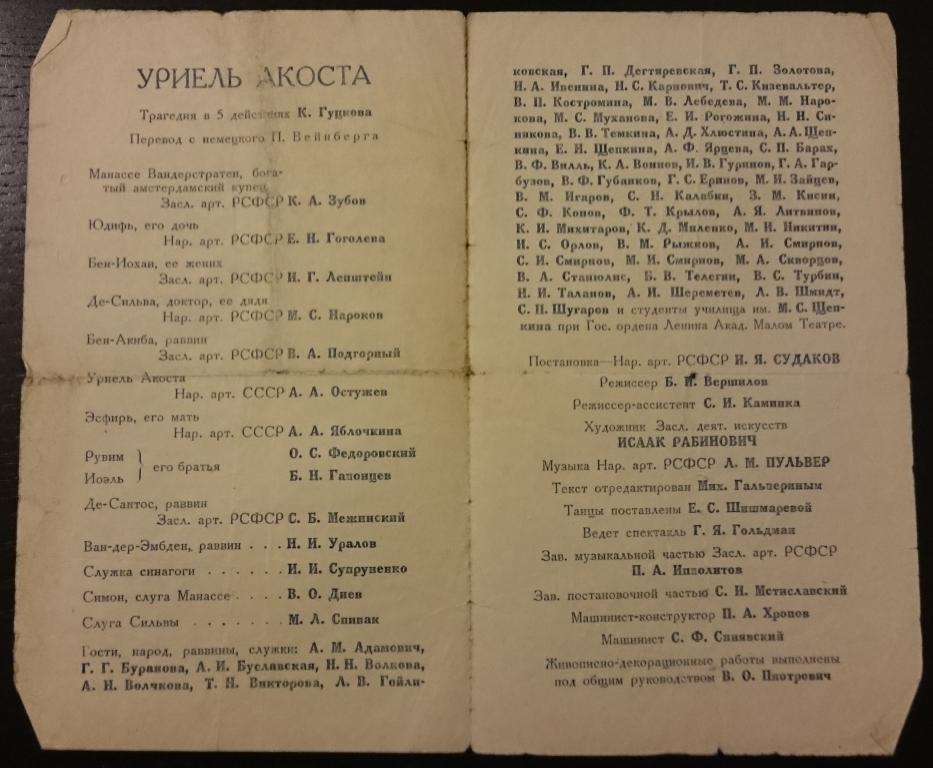 УРИЕЛЬ АКОСТА
Трагедия в 5 действиях К. Гуцкова
Перевод с немецкого П. Вейнберга
Манассе Вандерстратен, бога-
тый амстердамский купец
Засл. арт. РСФСР К. А. Зубов
Юдифь, его дочь
Нар. арт. РСФСР Е. Н. Гоголева
Бен-Иохаи, ее жених
Засл. арт. РСФСР И. Г. Лепштейн
Де-Сильва, доктор, ее дядя
Нар. арт. РСФСР М. С. Нароков
Бен-Акиба, раввин
Засл. арт. РСФСР В. А. Подгорный
Уриель Акоста
Нар. арт. СССР А. А. Остужев
Эсфирь, его мать
Нар. арт. СССР А. А. Яблочкина
Рувим } его братья О. С. Федоровский
Иоэль Б. Н. Гапонцев
Де-Сантос, раввин
Засл. арт. РСФСР С. Б. Межинский
Ван-дер-Эмбден, раввин . . . Н. И. Уралов
Служка синагоги . . . . . . . И. И. Супруненко
Симон, слуга Манассе . . . . В. О. Диев
Слуга Сильвы . . . . . . . М. Л. Спивак
Гости, народ, раввины, служки: А. М. Адамович,
Г. Г. Буранова, А. И. Буславская, Н. Н. Волкова,
А. Н. Волчкова, Т. Н. Викторова, Л. В. Гойли-
ковская, Г. П. Дегтяревская, Г. П. Золотова,
И. А. Ивенина, Н. С. Карнович, Т. С. Кизевальтер,
В. П. Костромина, М. В. Лебедева, М. М. Наро-
кова, М. С. Муханова, Е. И. Рогожина, Н. Н. Си-
ницова, В. В. Темкина, А. Д. Хлюстина, А. А. Щеп-
кина, Е. И. Щепкина, А. Ф. Ярцева, С. П. Барах,
В. Ф. Вилль, К. А. Воинов, И. В. Гуринов, Г. А. Гар-
бузов, В. Ф. Губанков, Г. С. Еринов, М. И. Зайцев,
В. М. Игаров, С. Н. Калабин, З. М. Кисин,
С. Ф. Конов, Ф. Т. Крылов, А. Я. Литвинов,
К. И. Михитаров, К. Д. Миленко, М. И. Никитин,
И. С. Орлов, В. М. Рыжков, А. И. Смирнов,
С. И. Смирнов, М. И. Смирнов, М. А. Скворцов,
В. А. Станюлис, Б. В. Телегин, В. С. Турбин,
Н. И. Таланов, А. И. Шереметев, Л. В. Шмидт,
С. П. Шугаров и студенты училища им. М. С. Щеп-
кина при Гос. ордена Ленина Акад. Малом Театре.
Постановка—Нар. арт. РСФСР И. Я. СУДАКОВ
Режиссер Б. И. Вершилов
Режиссер-ассистент С. И. Каминка
Художник Засл. деят. искусств
ИСААК РАБИНОВИЧ
Музыка Нар. арт. РСФСР Л. М. ПУЛЬВЕР
Текст отредактирован Мих. Гальпериным
Танцы поставлены Е. С. Шишмаревой
Ведет спектакль Г. Я. Гольдман
Зав. музыкальной частью Засл. арт. РСФСР
П. А. Ипполитов
Зав. постановочной частью С. И. Мстиславский
Машинист-конструктор П. А. Хропов
Машинист С. Ф. Синявский
Живописно-декорационные работы выполнены
под общим руководством В. О. Пиотрович